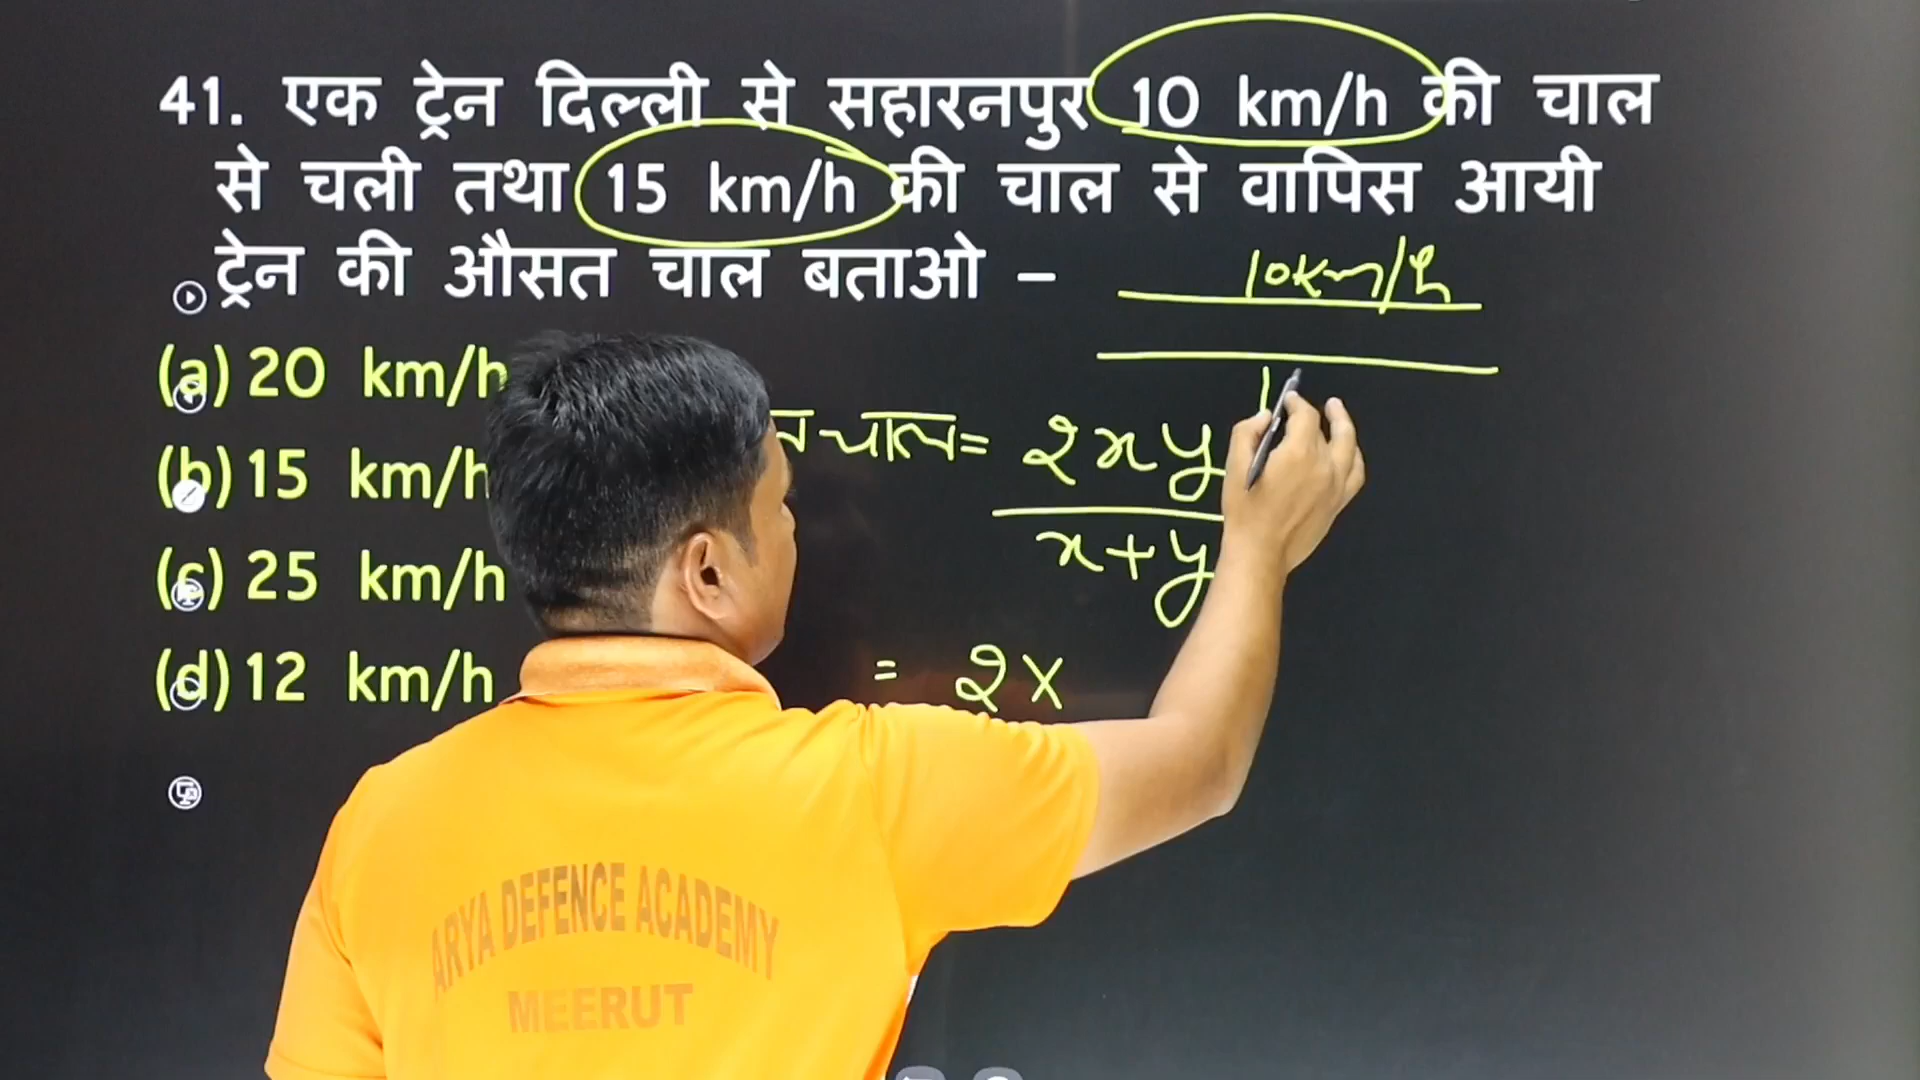 41. एक ट्रेन दिल्ली से सहारनपुर 10 km/h की चाल
से चली तथा 15 km/h की चाल से वापिस आयी
ट्रेन की औसत चाल बताओ –
10km/h
(a) 20 km/h
(b) 15 km/h
(c) 25 km/h
(d) 12 km/h
चाल= 2xy
x+y
= 2×
ARYA DEFENCE ACADEMY
MEERUT